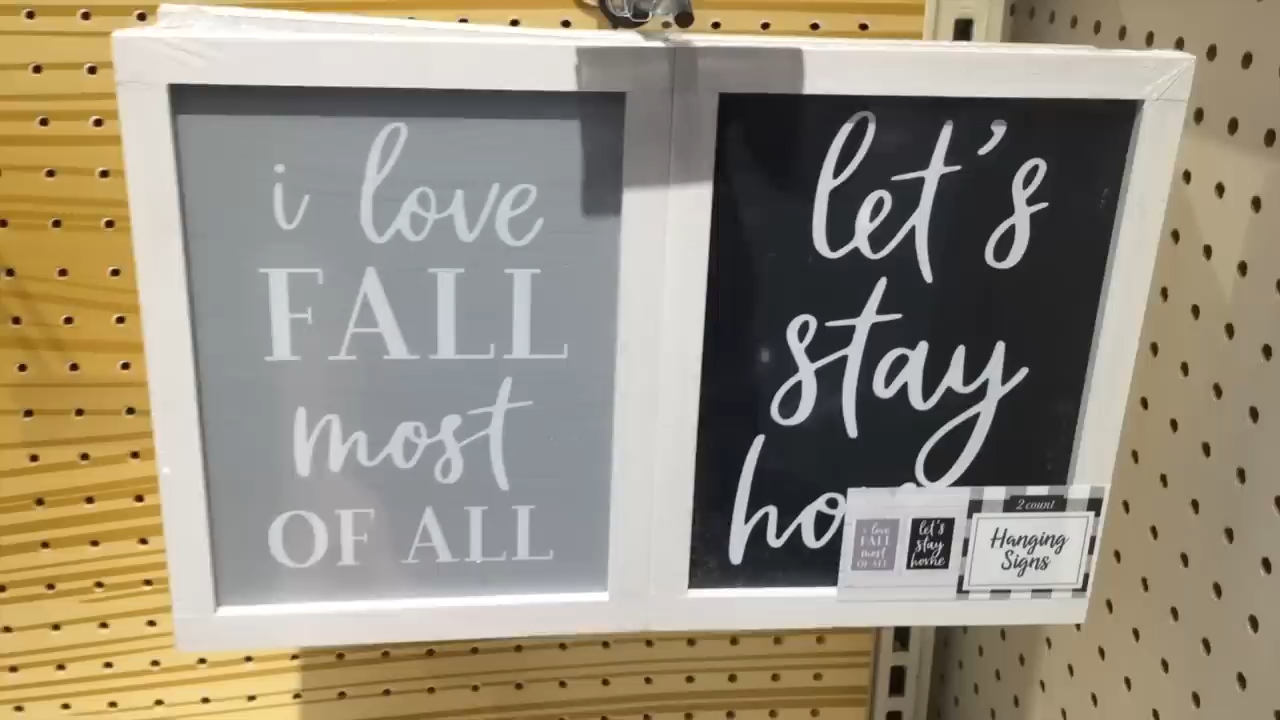 i love
FALL
most
OF ALL
let's
stay
ho
2 count
Hanging
Signs
i love
FALL
most
OF ALL
let's
stay
home